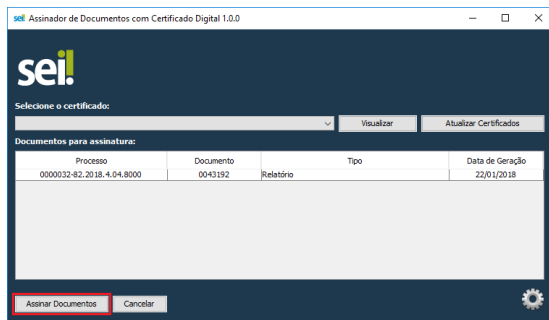 sei! Assinador de Documentos com Certificado Digital 1.0.0
sei!
Selecione o certificado:
Visualizar Atualizar Certificados
Documentos para assinatura:
Processo Documento Tipo Data de Geração
0000032-82.2018.4.04.8000 0043192 Relatório 22/01/2018
Assinar Documentos Cancelar